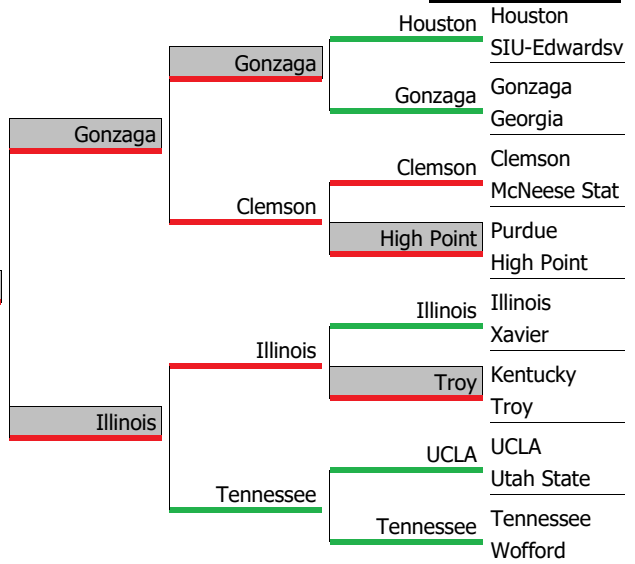 Houston
SIU-Edwardsv
Gonzaga
Georgia
Clemson
McNeese Stat
Purdue
High Point
Illinois
Xavier
Kentucky
Troy
UCLA
Utah State
Tennessee
Wofford
Houston
Gonzaga
Clemson
High Point
Illinois
Troy
UCLA
Tennessee
Gonzaga
Clemson
Illinois
Tennessee
Gonzaga
Illinois